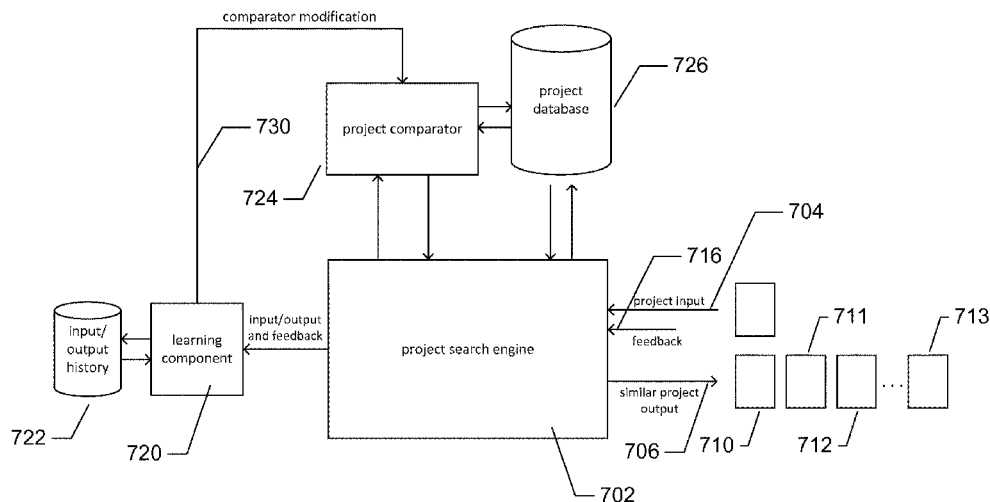 comparator modification
726
project
database
project comparator
730
724
704
716
project input
711
713
feedback
input/output
and feedback
input/
output
history
learning
component
project search engine
similar project
output
...
722
720
706
710
712
702